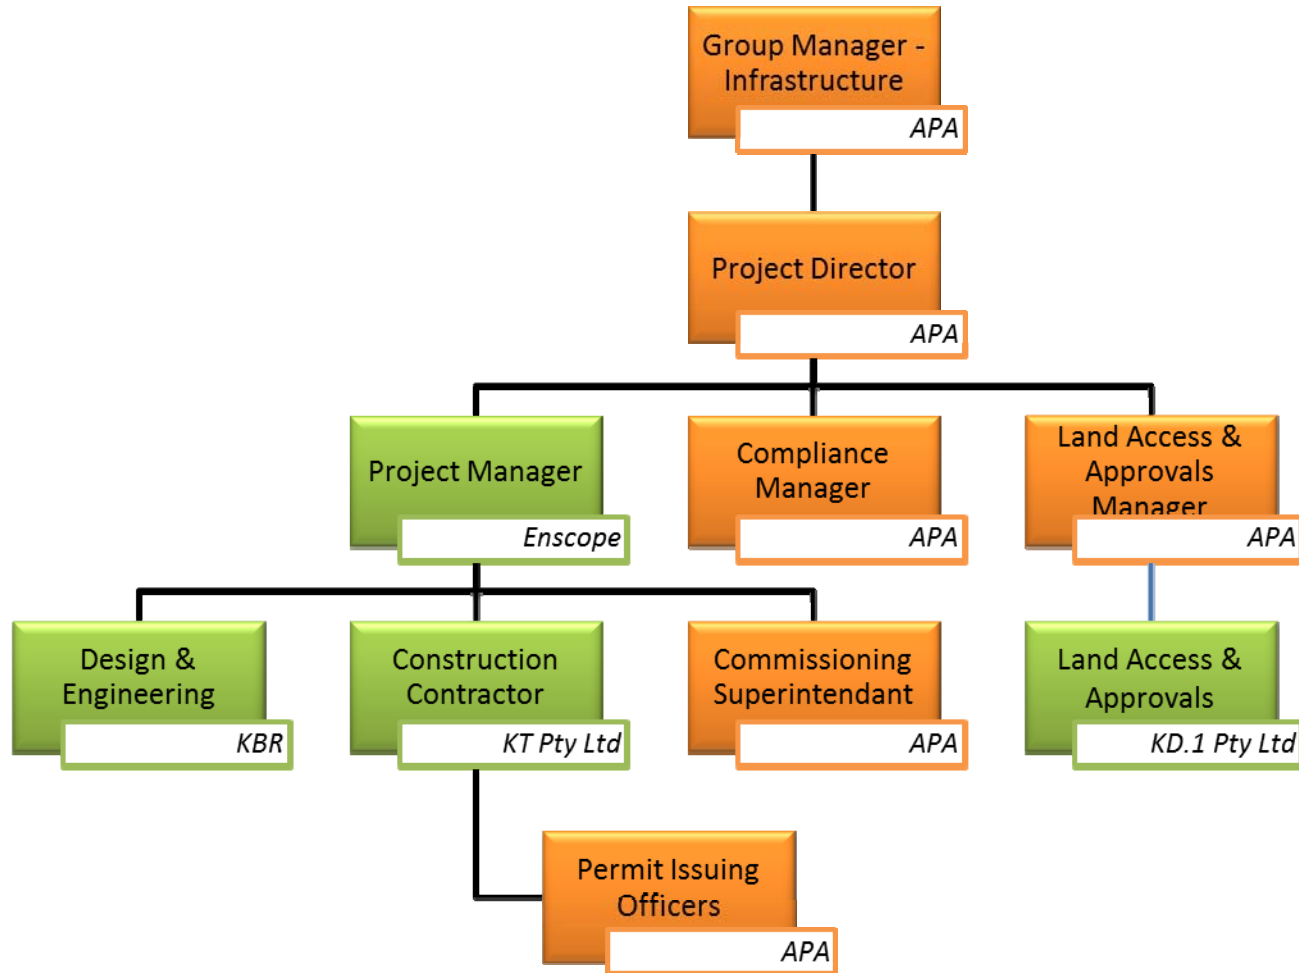 Group Manager -
Infrastructure
APA
Project Director
APA
Project Manager
Enscope
Compliance
Manager
APA
Land Access &
Approvals
Manager
APA
Design &
Engineering
KBR
Construction
Contractor
KT Pty Ltd
Commissioning
Superintendant
APA
Land Access &
Approvals
KD.1 Pty Ltd
Permit Issuing
Officers
APA